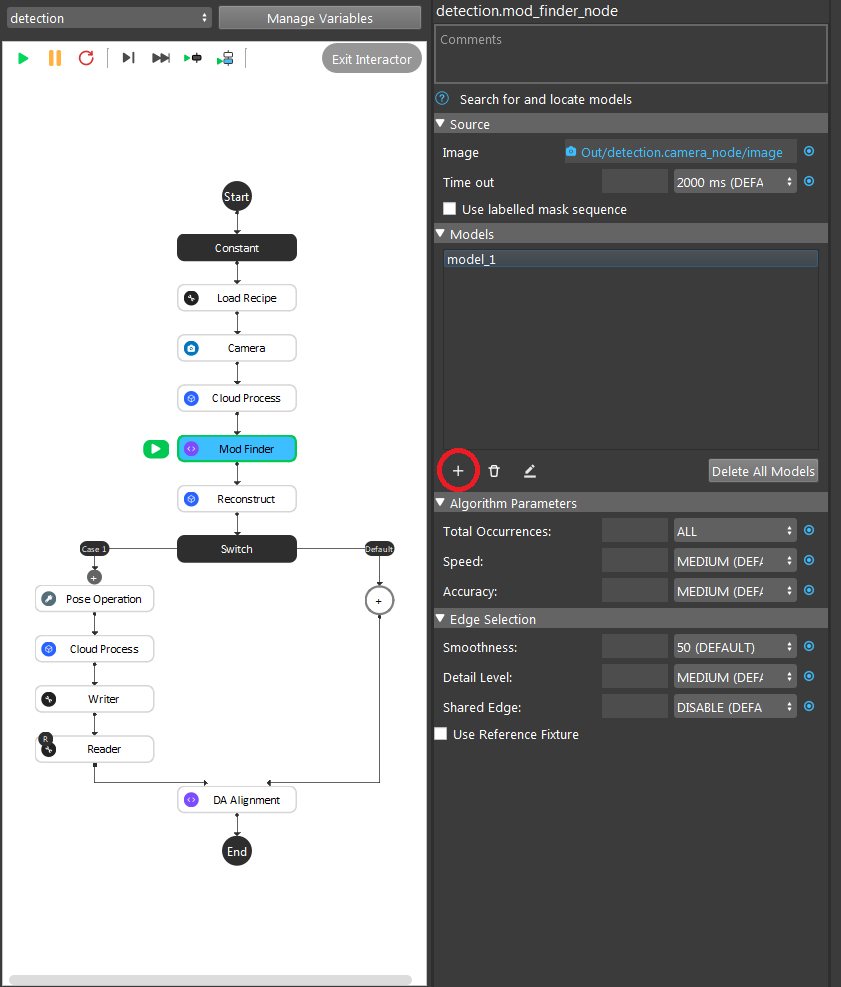 detection
Manage Variables
Exit Interactor
Start
Constant
Load Recipe
Camera
Cloud Process
Mod Finder
Reconstruct
Case 1
Switch
Default
+
Pose Operation
+
Cloud Process
Writer
R
Reader
DA Alignment
End
detection.mod_finder_node
Comments
? Search for and locate models
Source
Image Out/detection.camera_node/image
Time out 2000 ms (DEFA
Use labelled mask sequence
Models
model_1
+ Delete All Models
Algorithm Parameters
Total Occurrences: ALL
Speed: MEDIUM (DEFA
Accuracy: MEDIUM (DEFA
Edge Selection
Smoothness: 50 (DEFAULT)
Detail Level: MEDIUM (DEFA
Shared Edge: DISABLE (DEFA
Use Reference Fixture